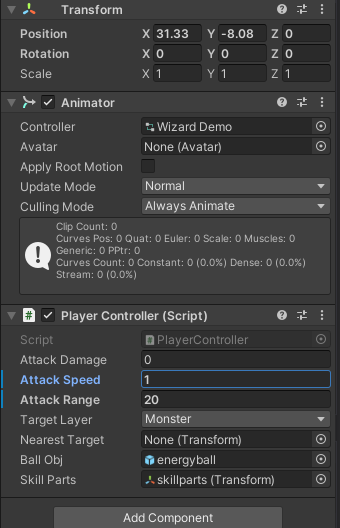 Transform
Position X 31.33 Y -8.08 Z 0
Rotation X 0 Y 0 Z 0
Scale X 1 Y 1 Z 1
Animator
Controller Wizard Demo
Avatar None (Avatar)
Apply Root Motion
Update Mode Normal
Culling Mode Always Animate
Clip Count: 0
Curves Pos: 0 Quat: 0 Euler: 0 Scale: 0 Muscles: 0
Generic: 0 PPtr: 0
Curves Count: 0 Constant: 0 (0.0%) Dense: 0 (0.0%)
Stream: 0 (0.0%)
# Player Controller (Script)
Script # PlayerController
Attack Damage 0
Attack Speed 1
Attack Range 20
Target Layer Monster
Nearest Target None (Transform)
Ball Obj energyball
Skill Parts skillparts (Transform)
Add Component